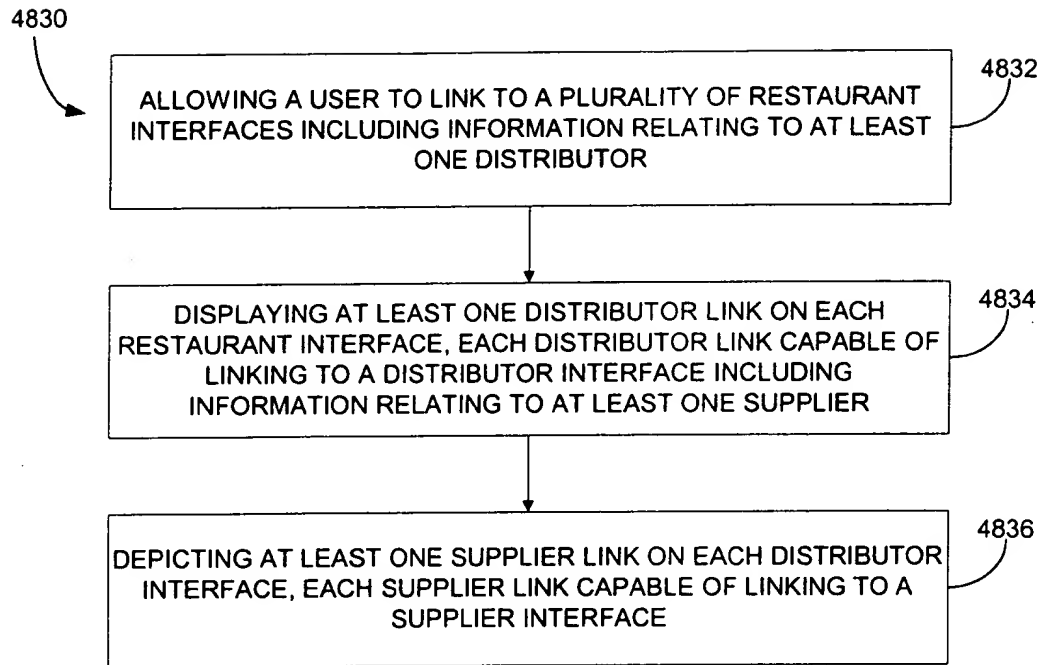 4830
4832
ALLOWING A USER TO LINK TO A PLURALITY OF RESTAURANT
INTERFACES INCLUDING INFORMATION RELATING TO AT LEAST
ONE DISTRIBUTOR
4834
DISPLAYING AT LEAST ONE DISTRIBUTOR LINK ON EACH
RESTAURANT INTERFACE, EACH DISTRIBUTOR LINK CAPABLE OF
LINKING TO A DISTRIBUTOR INTERFACE INCLUDING
INFORMATION RELATING TO AT LEAST ONE SUPPLIER
4836
DEPICTING AT LEAST ONE SUPPLIER LINK ON EACH DISTRIBUTOR
INTERFACE, EACH SUPPLIER LINK CAPABLE OF LINKING TO A
SUPPLIER INTERFACE